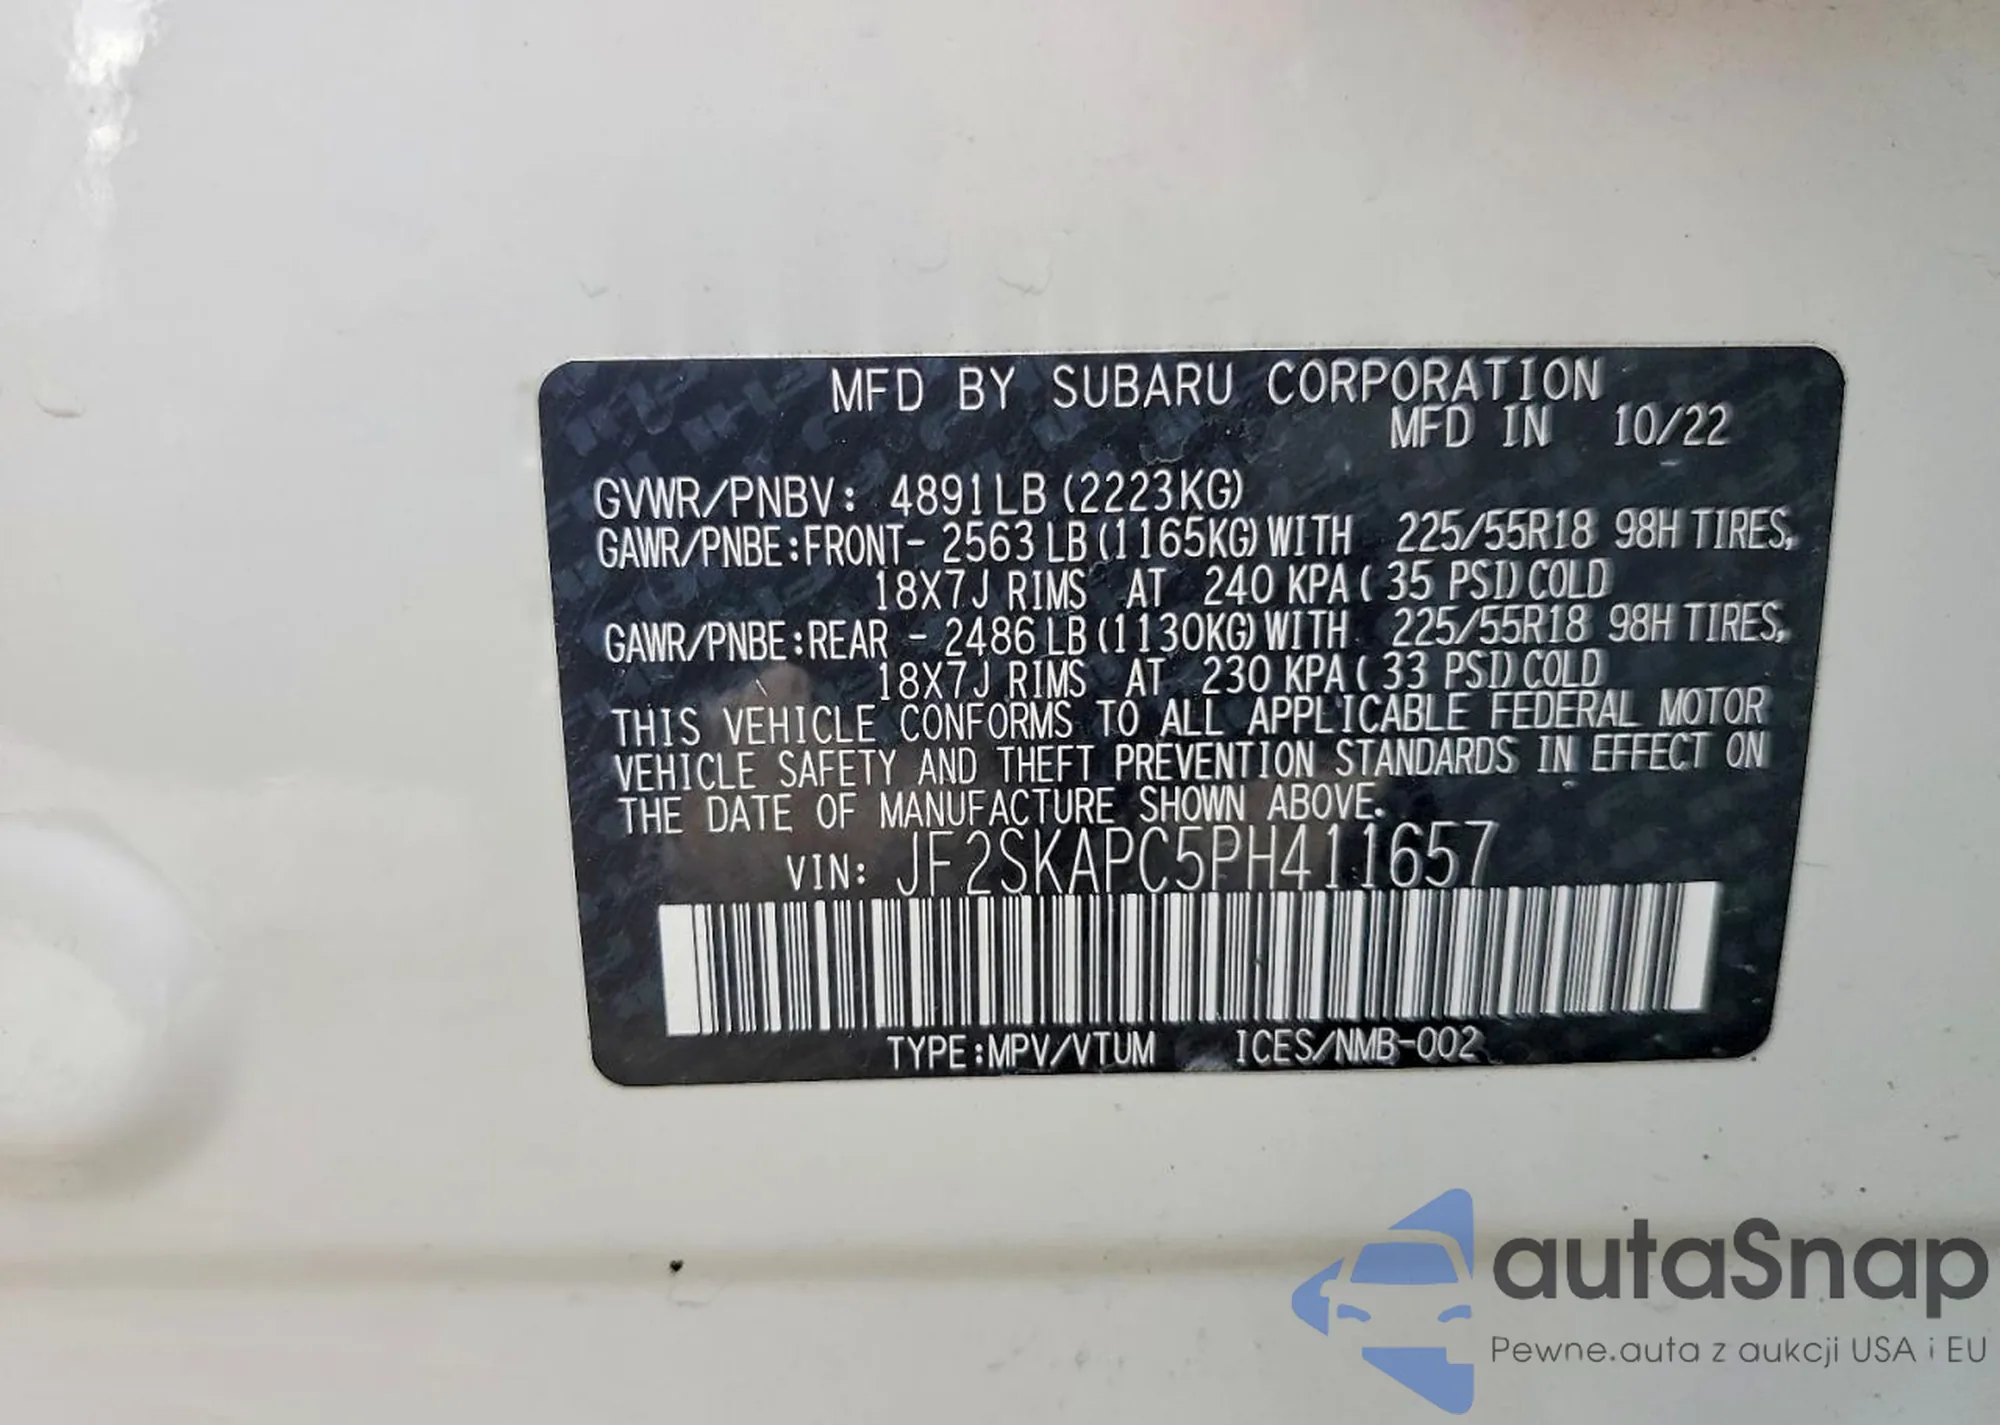 MFD BY SUBARU CORPORATION
MFD IN 10/22
GVWR/PNBV: 4891LB (2223KG)
GAWR/PNBE:FRONT- 2563 LB (1165KG) WITH 225/55R18 98H TIRES,
18X7J RIMS AT 240 KPA ( 35 PSI) COLD
GAWR/PNBE:REAR - 2486 LB (1130KG) WITH 225/55R18 98H TIRES,
18X7J RIMS AT 230 KPA ( 33 PSI) COLD
THIS VEHICLE CONFORMS TO ALL APPLICABLE FEDERAL MOTOR
VEHICLE SAFETY AND THEFT PREVENTION STANDARDS IN EFFECT ON
THE DATE OF MANUFACTURE SHOWN ABOVE.
VIN: JF2SKAPC5PH411657
TYPE:MPV/VTUM ICES/NMB-002
autaSnap
Pewne.auta z aukcji USA i EU